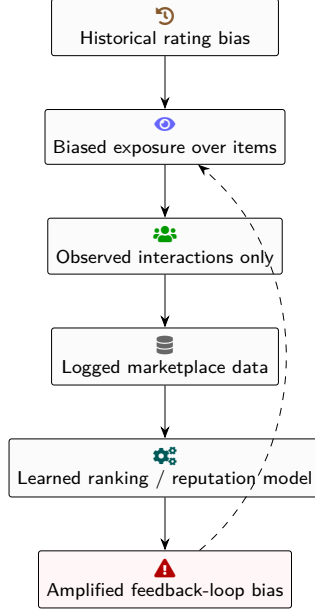 Historical rating bias
Biased exposure over items
Observed interactions only
Logged marketplace data
Learned ranking / reputation model
Amplified feedback-loop bias